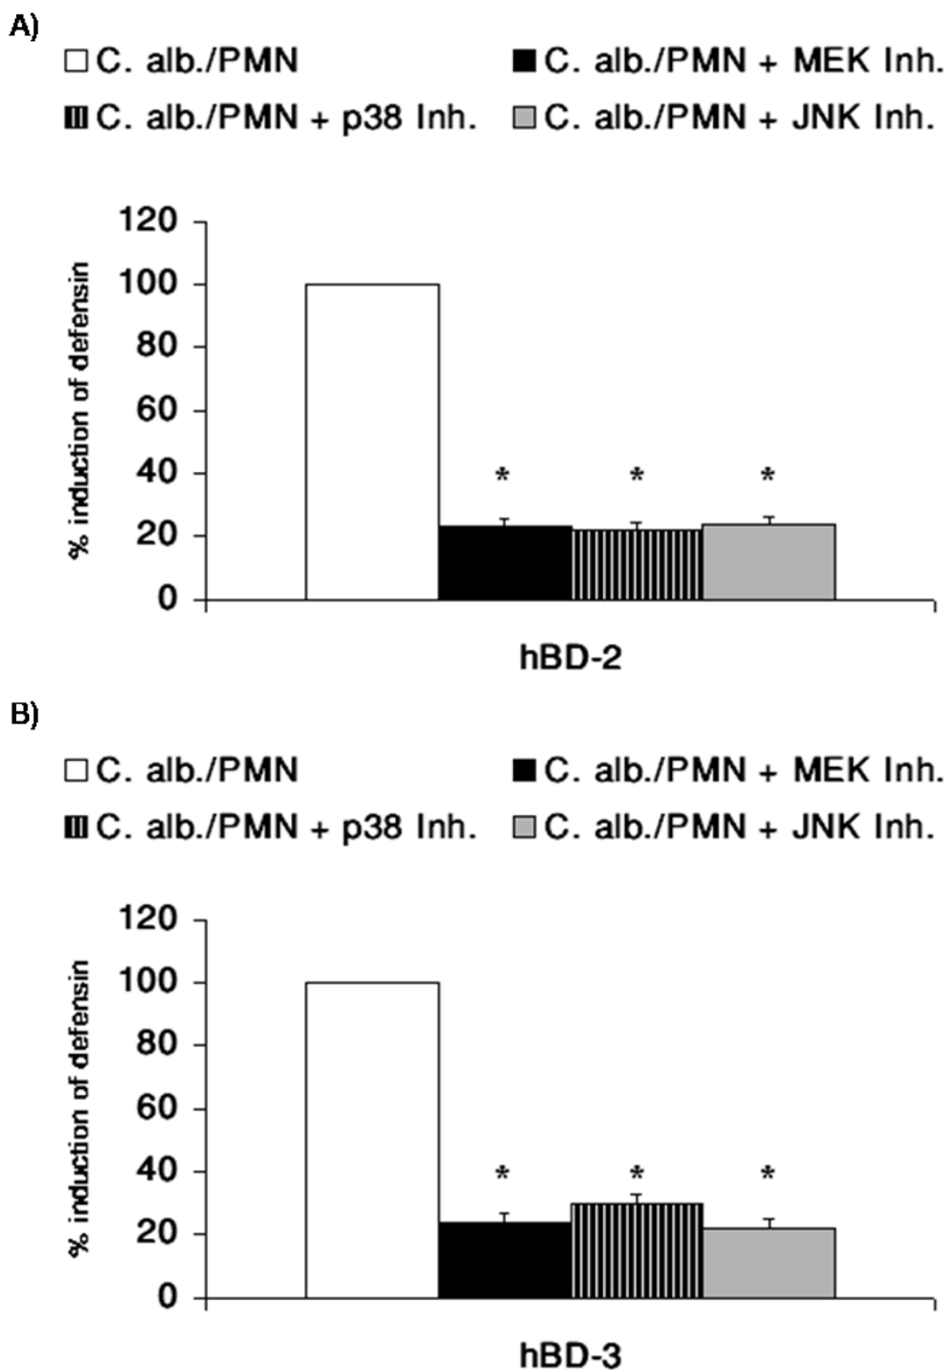 A)
C. alb./PMN
C. alb./PMN + MEK Inh.
C. alb./PMN + p38 Inh.
C. alb./PMN + JNK Inh.
% induction of defensin
120
100
80
60
40
20
0
* * *
hBD-2
B)
C. alb./PMN
C. alb./PMN + MEK Inh.
C. alb./PMN + p38 Inh.
C. alb./PMN + JNK Inh.
% induction of defensin
120
100
80
60
40
20
0
* * *
hBD-3